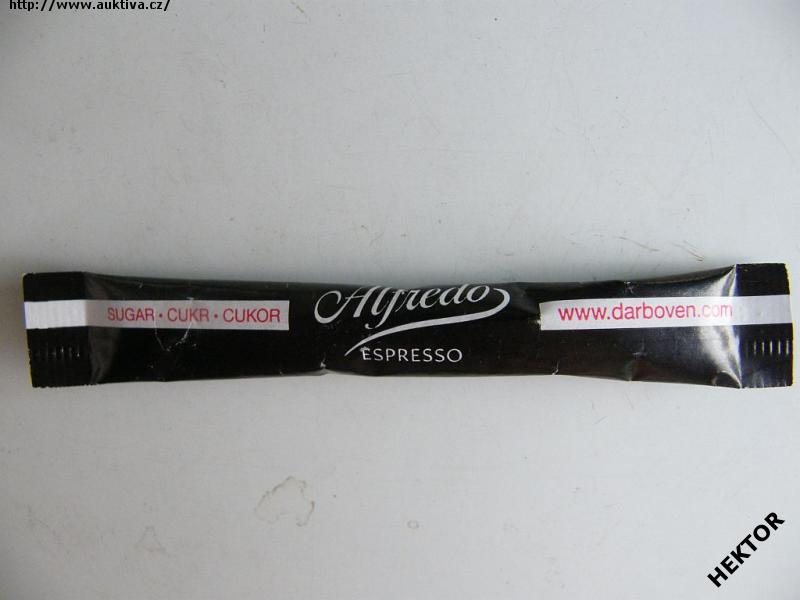 http://www.auktiva.cz/
SUGAR • CUKR • CUKOR
Alfredo
ESPRESSO
www.darboven.com
HEKTOR